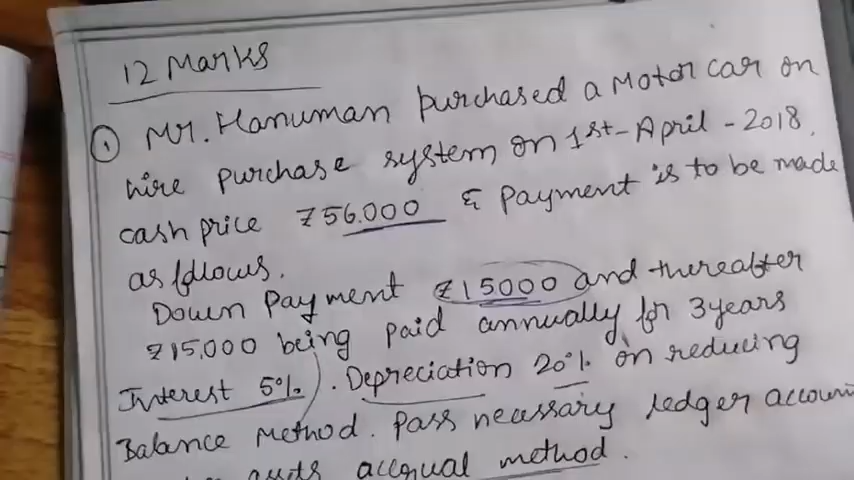 12 Marks
① Mr. Hanuman purchased a Motor car on
hire purchase system on 1st-April-2018,
cash price ₹56.000 & payment is to be made
as follows.
Down Payment ₹15000 and thereafter
₹15,000 being paid annually for 3 years
Interest 5%). Depreciation 20% on reducing
Balance Method. Pass necessary ledger
accrual method.